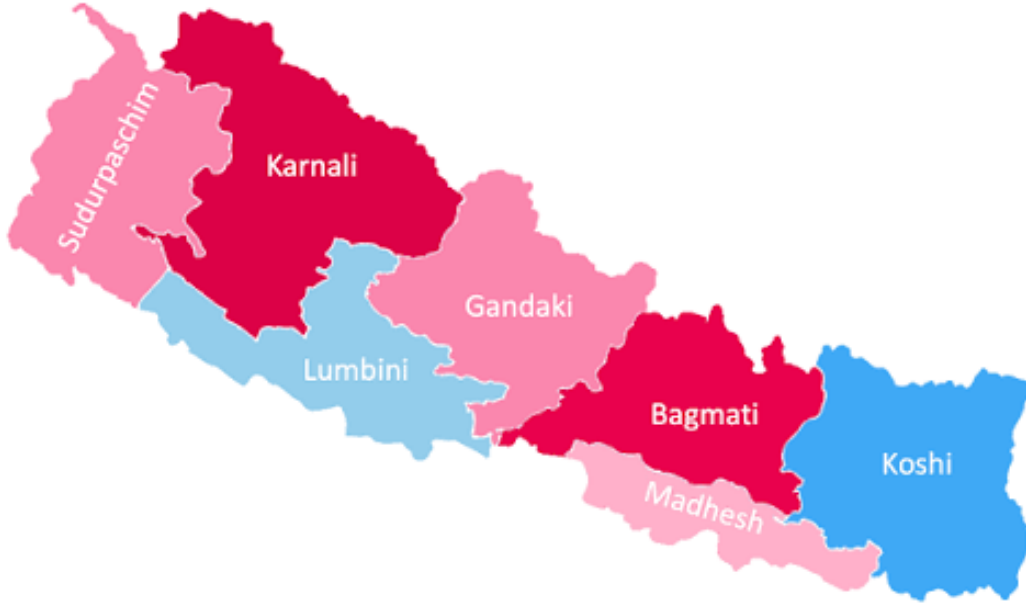 Sudurpaschim
Karnali
Gandaki
Lumbini
Bagmati
Koshi
Madhesh